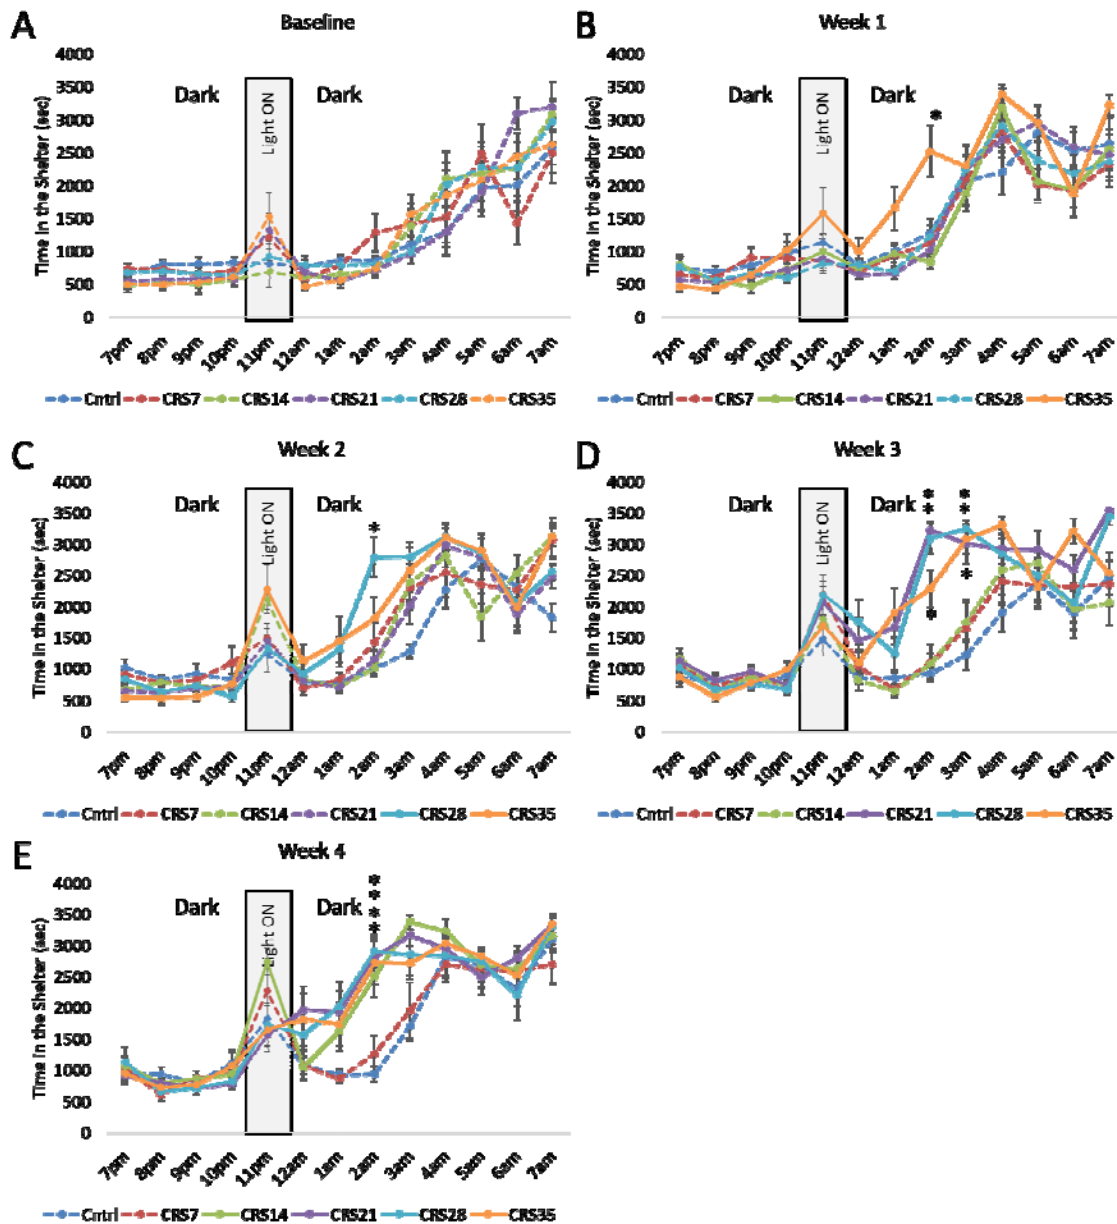 A
Baseline
Time in the Shelter (sec)
4000
3500
3000
2500
2000
1500
1000
500
0
Dark
Light ON
Dark
7pm 8pm 9pm 10pm 11pm 12am 1am 2am 3am 4am 5am 6am 7am
Cntrl CRS7 CRS14 CRS21 CRS28 CRS35
B
Week 1
Time in the Shelter (sec)
4000
3500
3000
2500
2000
1500
1000
500
0
Dark
Light ON
Dark
*
7pm 8pm 9pm 10pm 11pm 12am 1am 2am 3am 4am 5am 6am 7am
Cntrl CRS7 CRS14 CRS21 CRS28 CRS35
C
Week 2
Time in the Shelter (sec)
4000
3500
3000
2500
2000
1500
1000
500
0
Dark
Light ON
Dark
*
7pm 8pm 9pm 10pm 11pm 12am 1am 2am 3am 4am 5am 6am 7am
Cntrl CRS7 CRS14 CRS21 CRS28 CRS35
D
Week 3
Time in the Shelter (sec)
4000
3500
3000
2500
2000
1500
1000
500
0
Dark
Light ON
Dark
* *
* *
*
*
7pm 8pm 9pm 10pm 11pm 12am 1am 2am 3am 4am 5am 6am 7am
Cntrl CRS7 CRS14 CRS21 CRS28 CRS35
E
Week 4
Time in the Shelter (sec)
4000
3500
3000
2500
2000
1500
1000
500
0
Dark
Light ON
Dark
*
*
*
*
7pm 8pm 9pm 10pm 11pm 12am 1am 2am 3am 4am 5am 6am 7am
Cntrl CRS7 CRS14 CRS21 CRS28 CRS35